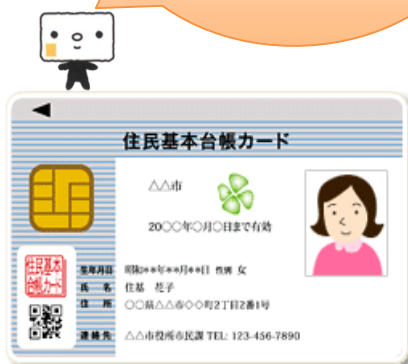 住民基本台帳カード
△△市
20○○年○月○日まで有効
住民基本
台帳カード
生年月日 昭和**年**月**日 性別 女
氏 名 住基 花子
住 所 ○○県△△市◇◇町2丁目2番1号
連絡先 △△市役所市民課 TEL: 123-456-7890